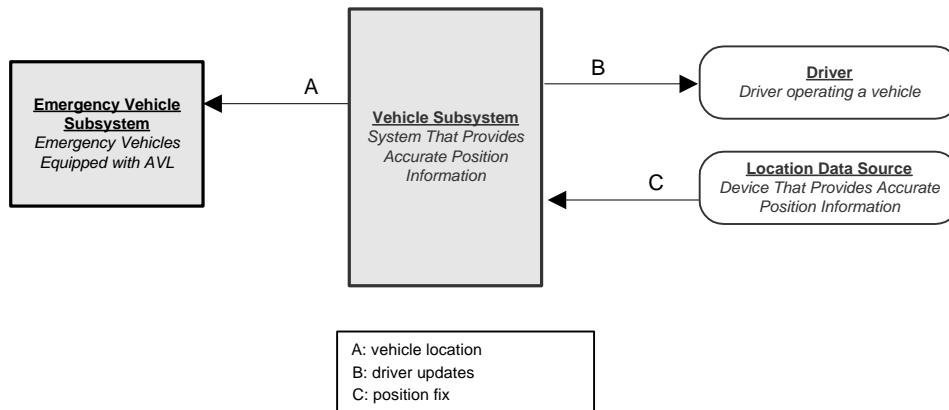 Emergency Vehicle
Subsystem
Emergency Vehicles
Equipped with AVL
A
Vehicle Subsystem
System That Provides
Accurate Position
Information
B
Driver
Driver operating a vehicle
C
Location Data Source
Device That Provides Accurate
Position Information
A: vehicle location
B: driver updates
C: position fix